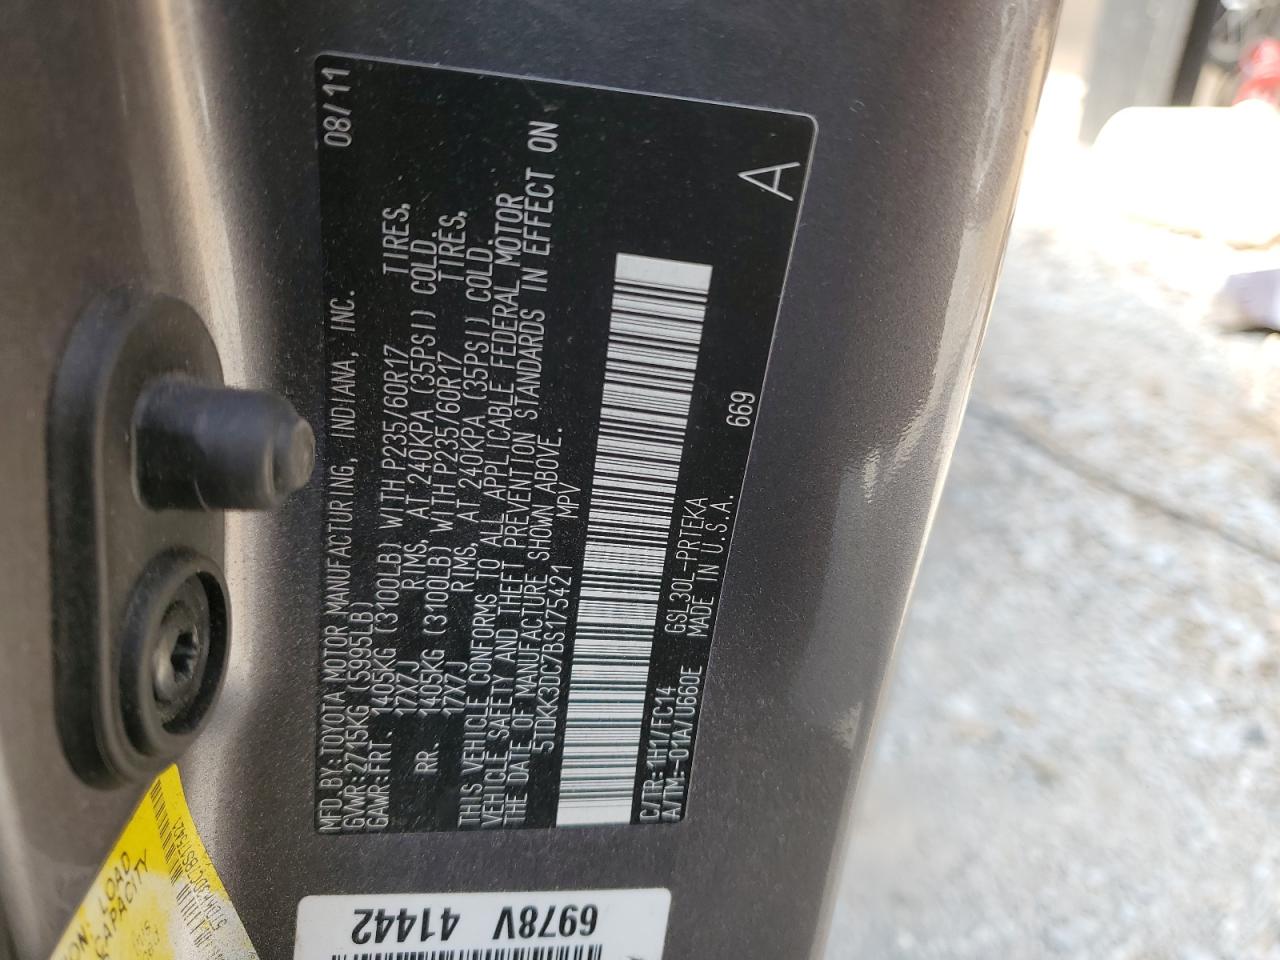 MFD.BY:TOYOTA MOTOR MANUFACTURING, INDIANA, INC. 08/11
GVWR:2715KG (5995LB)
GAWR:FRT. 1405KG (3100LB) WITH P235/60R17 TIRES,
17X7J RIMS, AT 240KPA (35PSI) COLD
RR. 1405KG (3100LB) WITH P235/60R17 TIRES,
17X7J RIMS, AT 240KPA (35PSI) COLD.
THIS VEHICLE CONFORMS TO ALL APPLICABLE FEDERAL MOTOR
VEHICLE SAFETY AND THEFT PREVENTION STANDARDS IN EFFECT ON
THE DATE OF MANUFACTURE SHOWN ABOVE.
5TDKK3DC7BS175421 MPV
C/TR:1H1/FC14 GSL30L-PRTEKA
A/TM:-01A/U660E MADE IN U.S.A. 669
A
6978V
41442
LOAD
CAPACITY